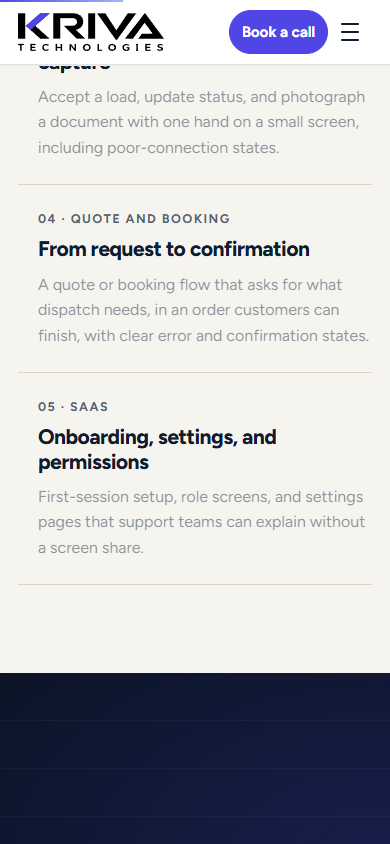 KRIVA
TECHNOLOGIES
Book a call
capture
Accept a load, update status, and photograph
a document with one hand on a small screen,
including poor-connection states.
04 · QUOTE AND BOOKING
From request to confirmation
A quote or booking flow that asks for what
dispatch needs, in an order customers can
finish, with clear error and confirmation states.
05 · SAAS
Onboarding, settings, and
permissions
First-session setup, role screens, and settings
pages that support teams can explain without
a screen share.